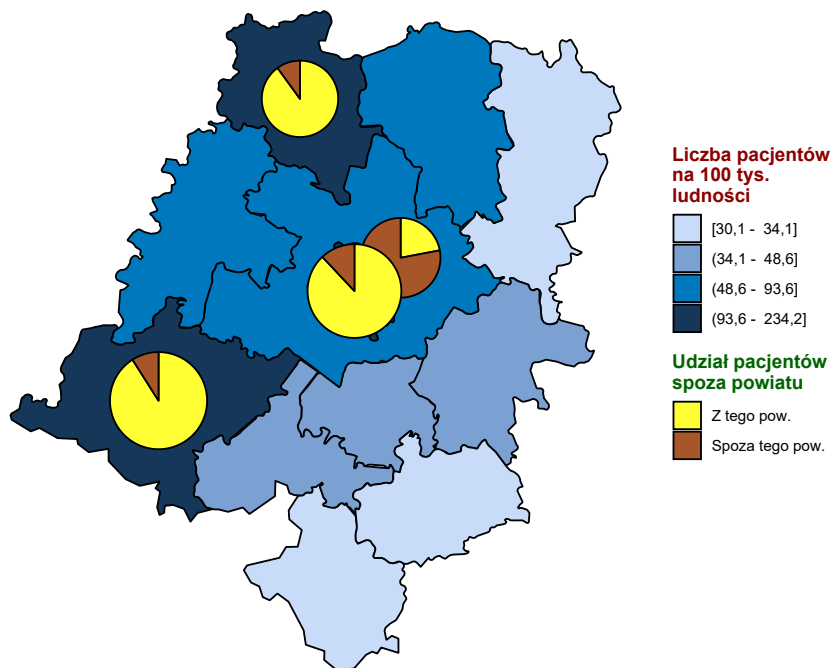 Liczba pacjentów
na 100 tys.
ludności
[30,1 - 34,1]
(34,1 - 48,6]
(48,6 - 93,6]
(93,6 - 234,2]
Udział pacjentów
spoza powiatu
Z tego pow.
Spoza tego pow.